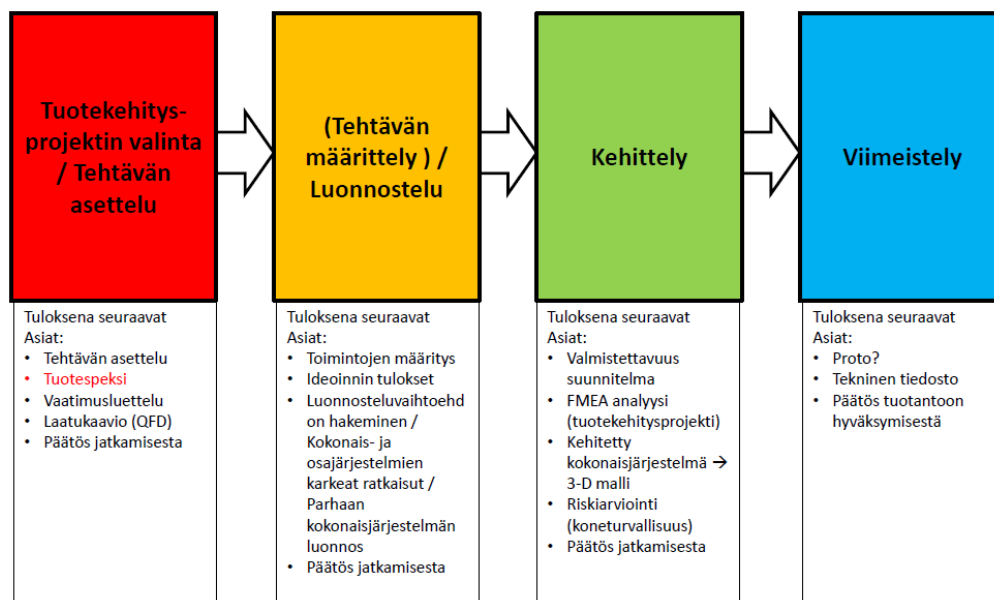 Tuotekehitys-
projektin valinta
/ Tehtävän
asettelu
(Tehtävän
määrittely ) /
Luonnostelu
Kehittely
Viimeistely
Tuloksena seuraavat
Asiat:
• Tehtävän asettelu
• Tuotespeksi
• Vaatimusluettelo
• Laatukaavio (QFD)
• Päätös jatkamisesta
Tuloksena seuraavat
Asiat:
• Toimintojen määritys
• Ideoinnin tulokset
• Luonnosteluvaihtoehd
on hakeminen /
Kokonais- ja
osajärjestelmien
karkeat ratkaisut /
Parhaan
kokonaisjärjestelmän
luonnos
• Päätös jatkamisesta
Tuloksena seuraavat
Asiat:
• Valmistettavuus
suunnitelma
• FMEA analyysi
(tuotekehitysprojekti)
• Kehitetty
kokonaisjärjestelmä →
3-D malli
• Riskiarviointi
(koneturvallisuus)
• Päätös jatkamisesta
Tuloksena seuraavat
Asiat:
• Proto?
• Tekninen tiedosto
• Päätös tuotantoon
hyväksymisestä